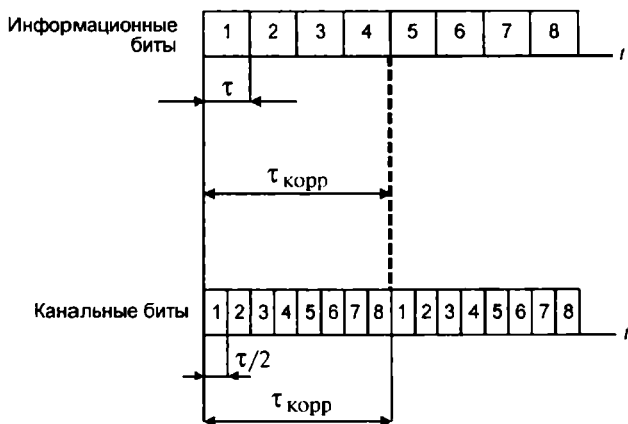 Информационные
биты
1 2 3 4 5 6 7 8
t
τ
τ корр
Канальные биты
1 2 3 4 5 6 7 8 1 2 3 4 5 6 7 8
t
τ/2
τ корр